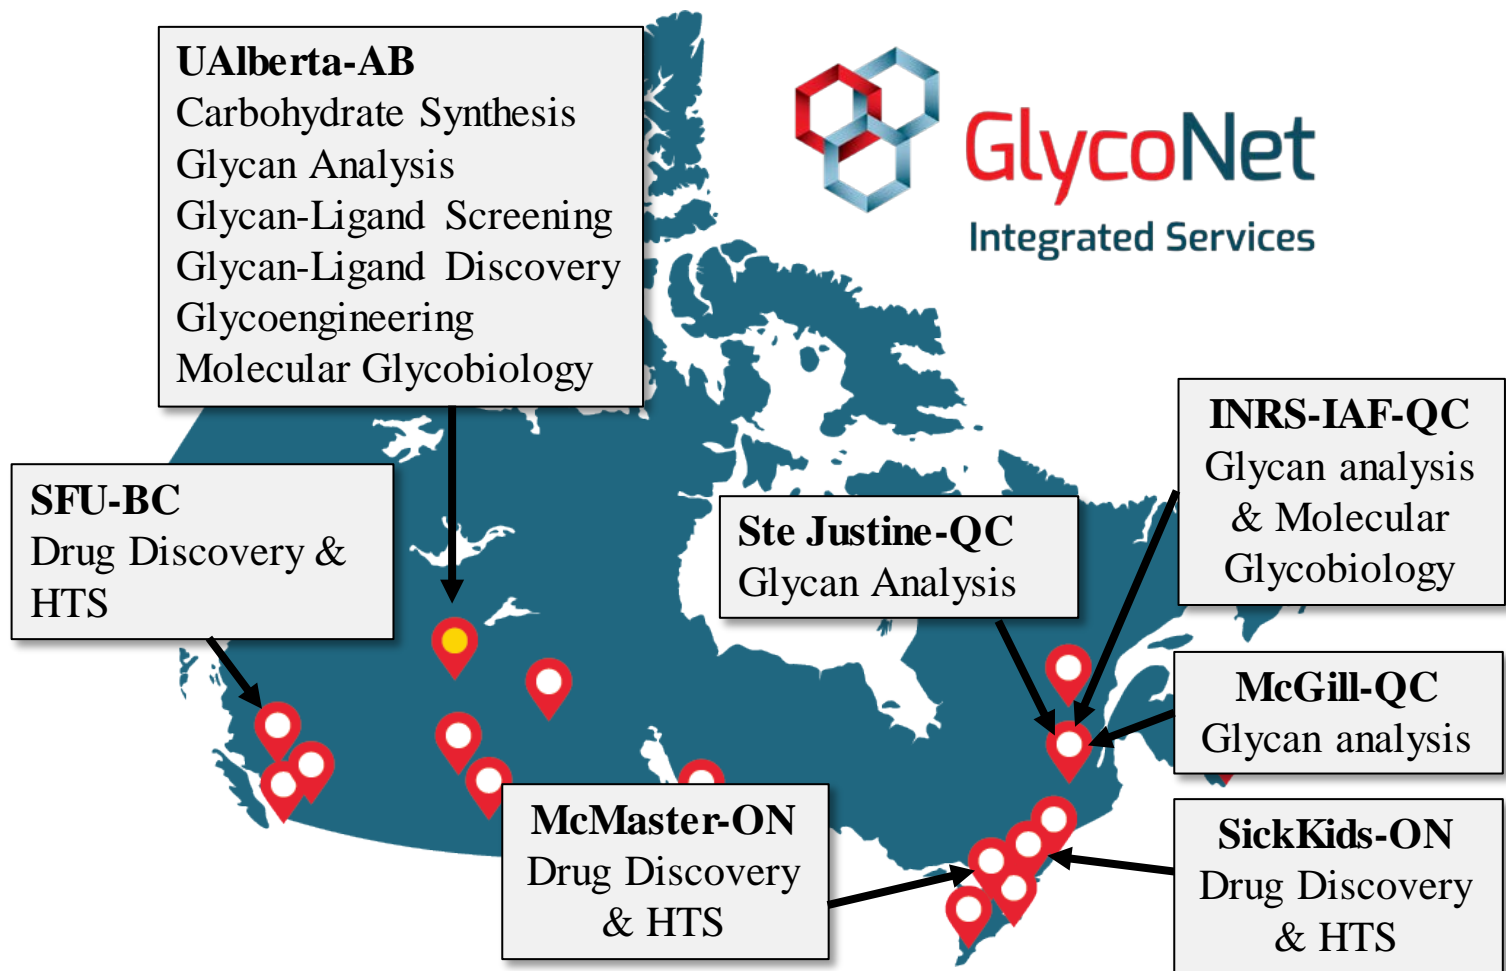 UAlberta-AB
Carbohydrate Synthesis
Glycan Analysis
Glycan-Ligand Screening
Glycan-Ligand Discovery
Glycoengineering
Molecular Glycobiology
GlycoNet
Integrated Services
SFU-BC
Drug Discovery &
HTS
Ste Justine-QC
Glycan Analysis
INRS-IAF-QC
Glycan analysis
& Molecular
Glycobiology
McGill-QC
Glycan analysis
McMaster-ON
Drug Discovery
& HTS
SickKids-ON
Drug Discovery
& HTS